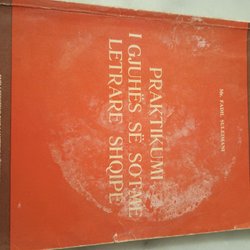 Mr. FADIL SULEJMANI
PRAKTIKUMI
I GJUHËS SË SOTME
LETRARE SHQIPE